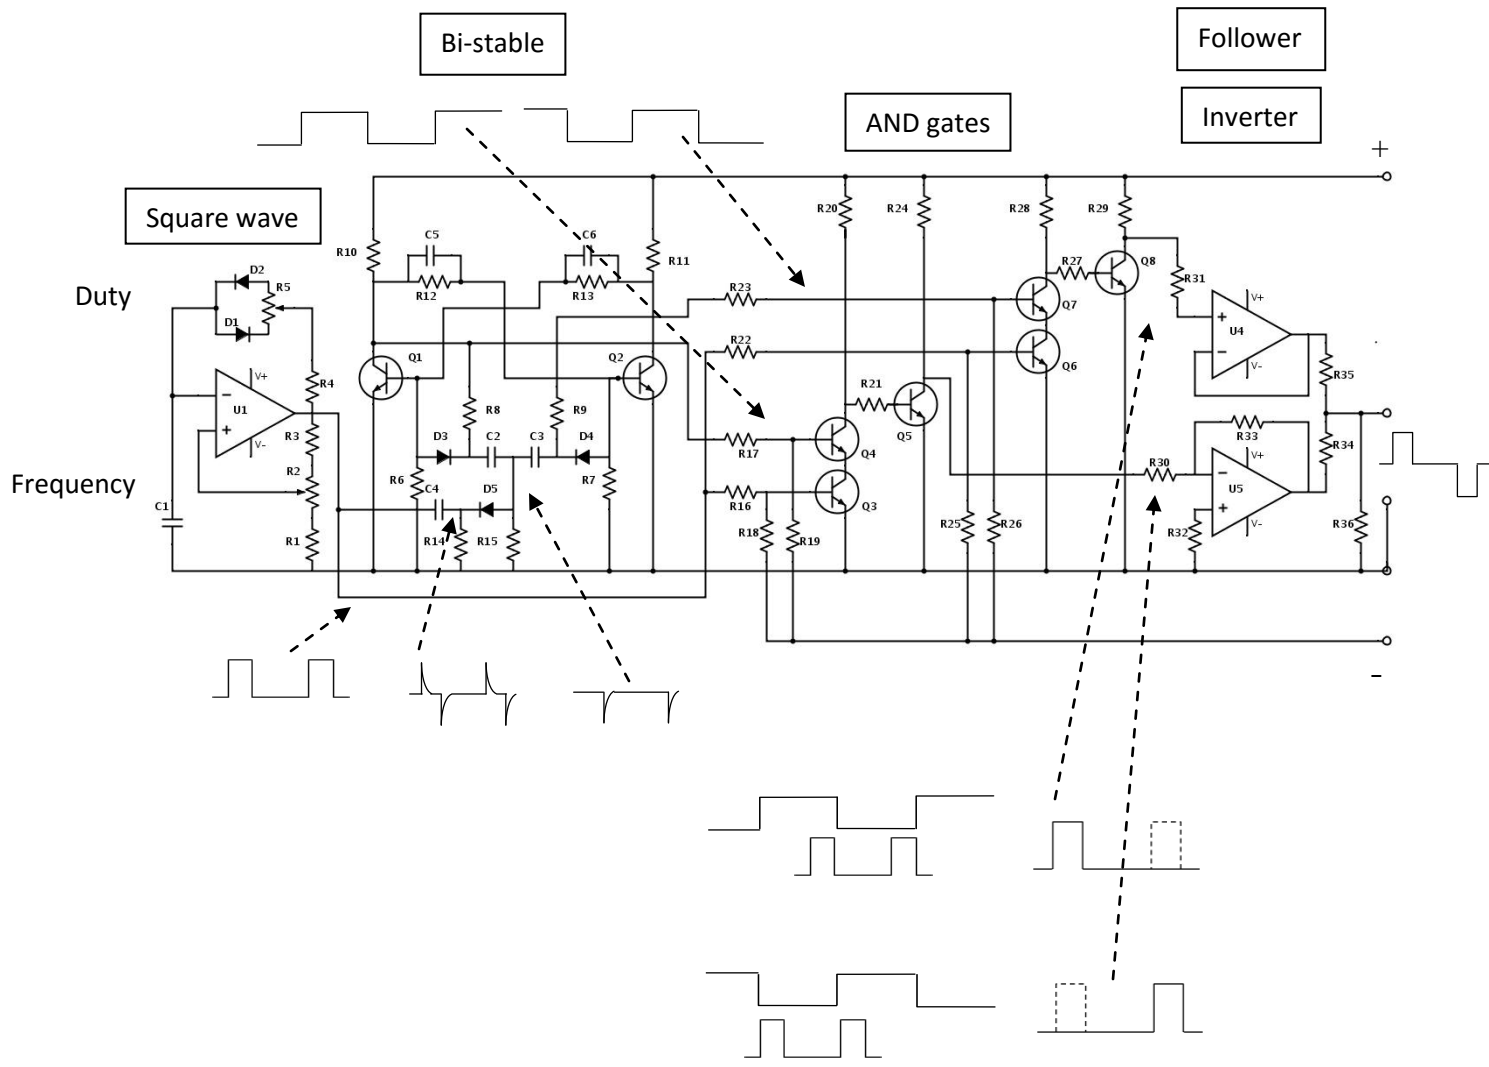 Bi-stable
Follower
AND gates
Inverter
+
Square wave
R20
R24
R28
R29
C5
C6
R10
R11
R12
R13
D2
R5
Duty
D1
R23
R27
Q8
R31
Q7
V+
+
U4
−
V-
R22
Q6
Q1
Q2
R35
V+
−
U1
+
V-
R4
R8
R9
R21
Q5
R3
D3
C2
C3
D4
R17
Q4
R33
R34
R2
R6
R7
R30
V+
−
U5
+
V-
Frequency
C4
D5
R16
Q3
C1
R1
R14
R15
R18
R19
R25
R26
R32
R36
−